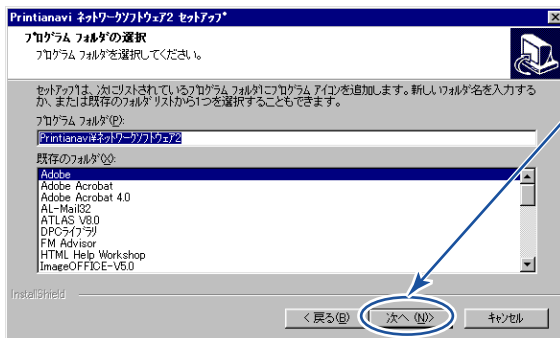 Printianavi ﾈｯﾄﾜｰｸｿﾌﾄｳｪｱ2 ｾｯﾄｱｯﾌﾟ
ﾌﾟﾛｸﾞﾗﾑ ﾌｫﾙﾀﾞの選択
ﾌﾟﾛｸﾞﾗﾑ ﾌｫﾙﾀﾞを選択してください。
ｾｯﾄｱｯﾌﾟは、次にﾘｽﾄされているﾌﾟﾛｸﾞﾗﾑ ﾌｫﾙﾀﾞにﾌﾟﾛｸﾞﾗﾑ ｱｲｺﾝを追加します。新しいﾌｫﾙﾀﾞ名を入力する
か、または既存のﾌｫﾙﾀﾞ ﾘｽﾄから1つを選択することもできます。
ﾌﾟﾛｸﾞﾗﾑ ﾌｫﾙﾀﾞ(P):
Printianavi¥ﾈｯﾄﾜｰｸｿﾌﾄｳｪｱ2
既存のﾌｫﾙﾀﾞ(X):
Adobe
Adobe Acrobat
Adobe Acrobat 4.0
AL-Mail32
ATLAS V8.0
DPCﾗｲﾌﾞﾗﾘ
FM Advisor
HTML Help Workshop
ImageOFFICE-V5.0
InstallShield
< 戻る(B)
次へ (N)>
ｷｬﾝｾﾙ